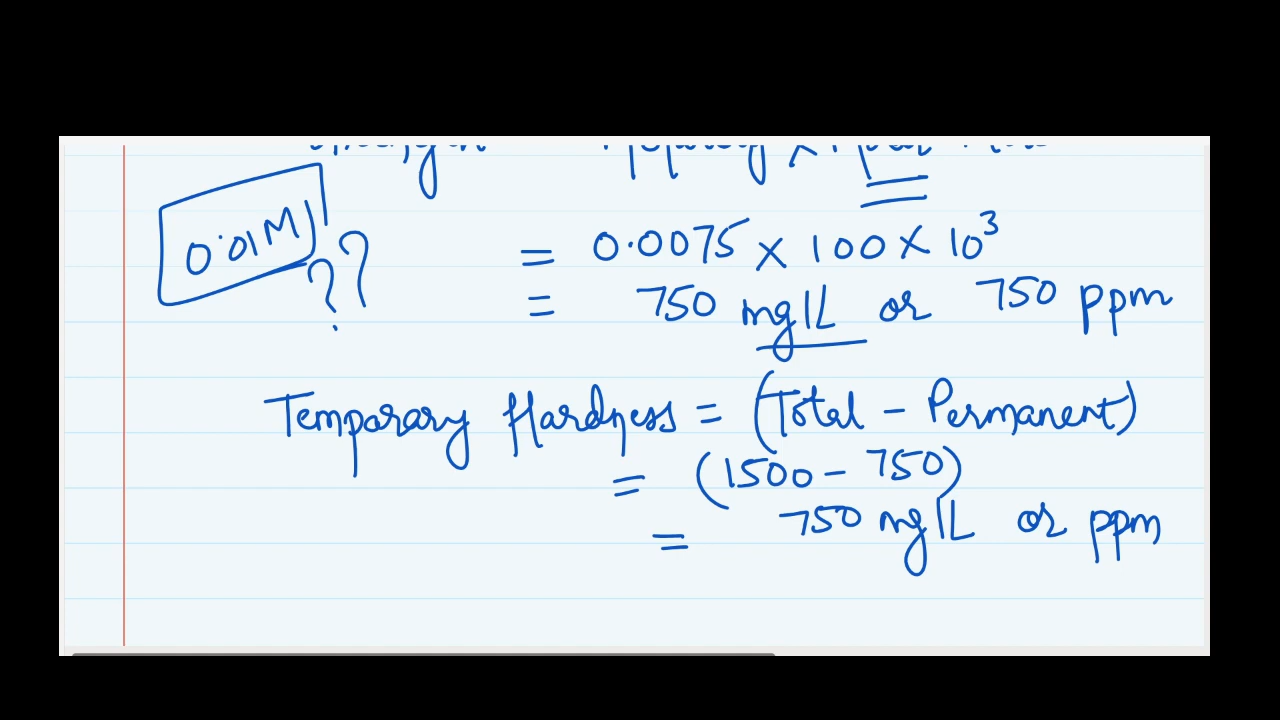 0.01M
??
= 0.0075 × 100 × 10³
= 750 mg/L or 750 ppm
Temporary Hardness = (Total - Permanent)
= (1500 - 750)
= 750 mg/L or ppm